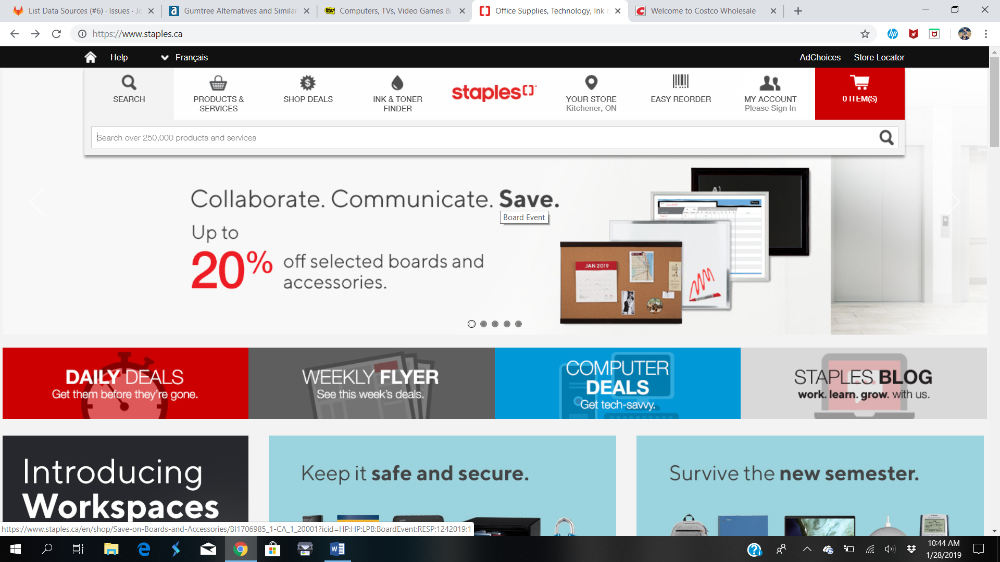 List Data Sources (#6) · Issues · Jo
Gumtree Alternatives and Similar
Computers, TVs, Video Games &
Office Supplies, Technology, Ink &
Welcome to Costco Wholesale
https://www.staples.ca
Help
Français
AdChoices
Store Locator
SEARCH
PRODUCTS &
SERVICES
SHOP DEALS
INK & TONER
FINDER
staples
YOUR STORE
Kitchener, ON
EASY REORDER
MY ACCOUNT
Please Sign In
0 ITEM(S)
Search over 250,000 products and services
Collaborate. Communicate. Save.
Board Event
Up to
20% off selected boards and
accessories.
JAN 2019
DAILY DEALS
Get them before they're gone.
WEEKLY FLYER
See this week's deals.
COMPUTER
DEALS
Get tech-savvy.
STAPLES BLOG
work. learn. grow. with us.
Introducing
Workspaces
Keep it safe and secure.
Survive the new semester.
https://www.staples.ca/en/shop/Save-on-Boards-and-Accessories/BI1706985_1-CA_1_20001?icid=HP:HP:LPB:BoardEvent:RESP:1242019:1
10:44 AM
1/28/2019